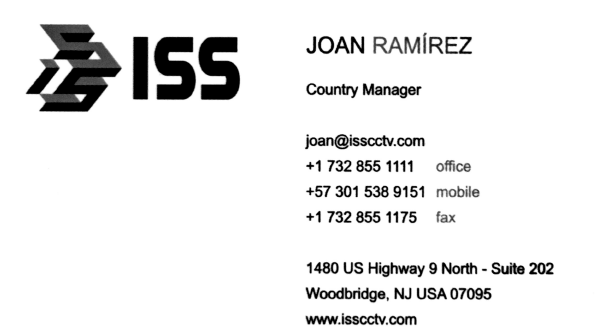 ISS
JOAN RAMÍREZ
Country Manager
joan@isscctv.com
+1 732 855 1111 office
+57 301 538 9151 mobile
+1 732 855 1175 fax
1480 US Highway 9 North - Suite 202
Woodbridge, NJ USA 07095
www.isscctv.com